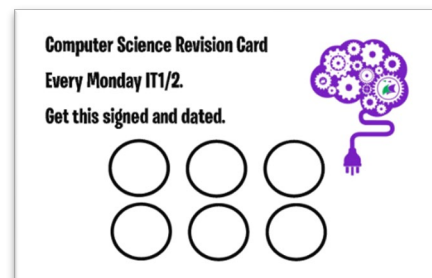 Computer Science Revision Card
Every Monday IT1/2.
Get this signed and dated.